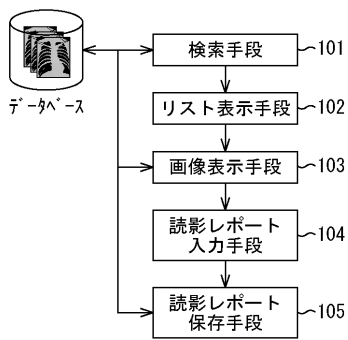 検索手段
101
データベース
リスト表示手段
102
画像表示手段
103
読影レポート
入力手段
104
読影レポート
保存手段
105